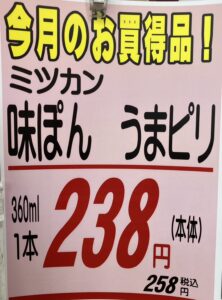 今月のお買得品!
ミツカン
味ぽん うまピリ
360ml
1本
238円
(本体)
258円
税込